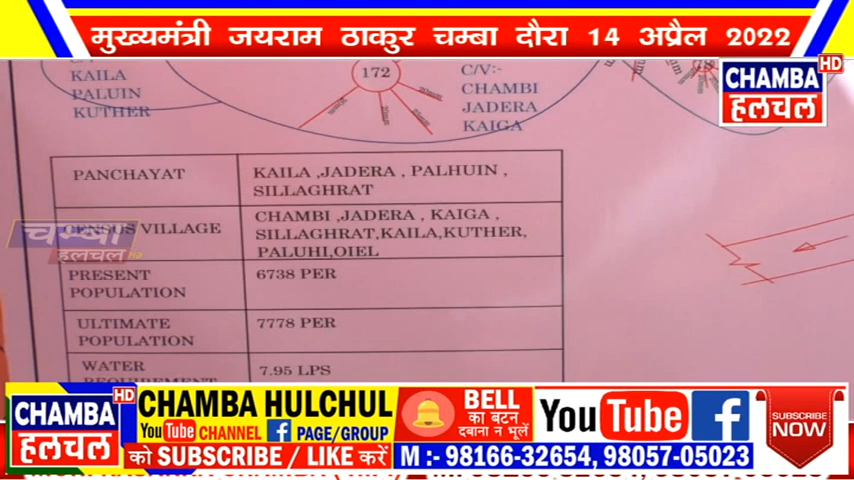 मुख्यमंत्री जयराम ठाकुर चम्बा दौरा 14 अप्रैल 2022
CHAMBA HD
हलचल
KAILA
PALUIN
KUTHER
172
C/V:-
CHAMBI
JADERA
KAIGA
PANCHAYAT
KAILA ,JADERA , PALHUIN ,
SILLAGHRAT
CENSUS VILLAGE
CHAMBI ,JADERA , KAIGA ,
SILLAGHRAT,KAILA,KUTHER,
PALUHI,OIEL
चम्बा
हलचल HD
PRESENT
POPULATION
6738 PER
ULTIMATE
POPULATION
7778 PER
WATER
REQUIREMENT
7.95 LPS
CHAMBA HD
हलचल
CHAMBA HULCHUL
YouTube CHANNEL f PAGE/GROUP
BELL
का बटन
दबाना न भूलें
YouTube f
SUBSCRIBE
NOW
को SUBSCRIBE / LIKE करें
M :- 98166-32654, 98057-05023